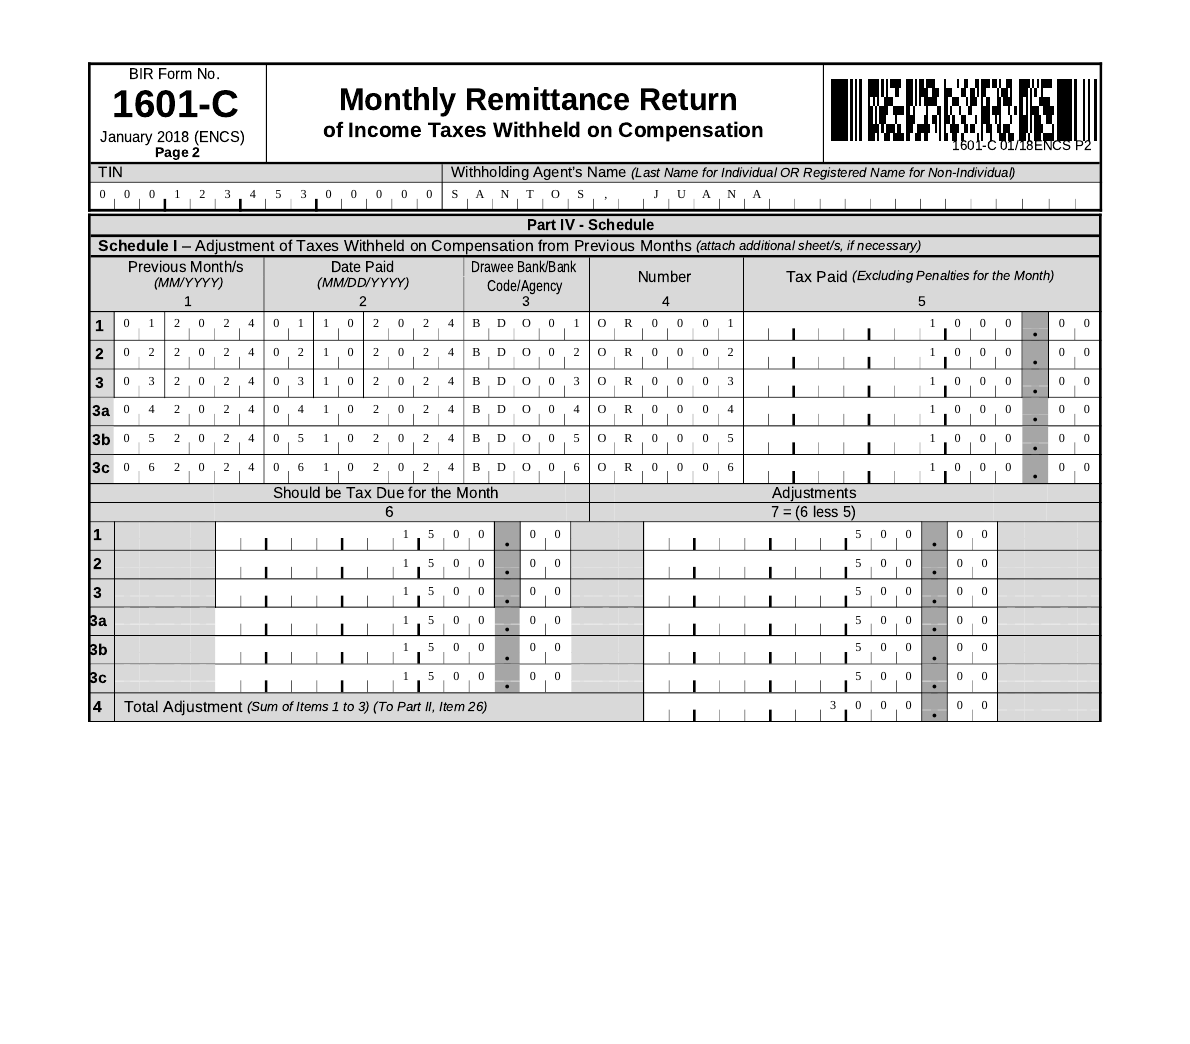 BIR Form No.
1601-C
January 2018 (ENCS)
Page 2
Monthly Remittance Return
of Income Taxes Withheld on Compensation
1601-C 01/18ENCS P2
TIN Withholding Agent's Name (Last Name for Individual OR Registered Name for Non-Individual)
0 0 0 1 2 3 4 5 3 0 0 0 0 0 S A N T O S , J U A N A
Part IV - Schedule
Schedule I – Adjustment of Taxes Withheld on Compensation from Previous Months (attach additional sheet/s, if necessary)
Previous Month/s (MM/YYYY) 1
Date Paid (MM/DD/YYYY) 2
Drawee Bank/Bank Code/Agency 3
Number 4
Tax Paid (Excluding Penalties for the Month) 5
1 0 1 2 0 2 4 0 1 1 0 2 0 2 4 B D O 0 1 O R 0 0 0 1 1 0 0 0 . 0 0
2 0 2 2 0 2 4 0 2 1 0 2 0 2 4 B D O 0 2 O R 0 0 0 2 1 0 0 0 . 0 0
3 0 3 2 0 2 4 0 3 1 0 2 0 2 4 B D O 0 3 O R 0 0 0 3 1 0 0 0 . 0 0
3a 0 4 2 0 2 4 0 4 1 0 2 0 2 4 B D O 0 4 O R 0 0 0 4 1 0 0 0 . 0 0
3b 0 5 2 0 2 4 0 5 1 0 2 0 2 4 B D O 0 5 O R 0 0 0 5 1 0 0 0 . 0 0
3c 0 6 2 0 2 4 0 6 1 0 2 0 2 4 B D O 0 6 O R 0 0 0 6 1 0 0 0 . 0 0
Should be Tax Due for the Month Adjustments
6 7 = (6 less 5)
1 1 5 0 0 . 0 0 5 0 0 . 0 0
2 1 5 0 0 . 0 0 5 0 0 . 0 0
3 1 5 0 0 . 0 0 5 0 0 . 0 0
3a 1 5 0 0 . 0 0 5 0 0 . 0 0
3b 1 5 0 0 . 0 0 5 0 0 . 0 0
3c 1 5 0 0 . 0 0 5 0 0 . 0 0
4 Total Adjustment (Sum of Items 1 to 3) (To Part II, Item 26) 3 0 0 0 . 0 0